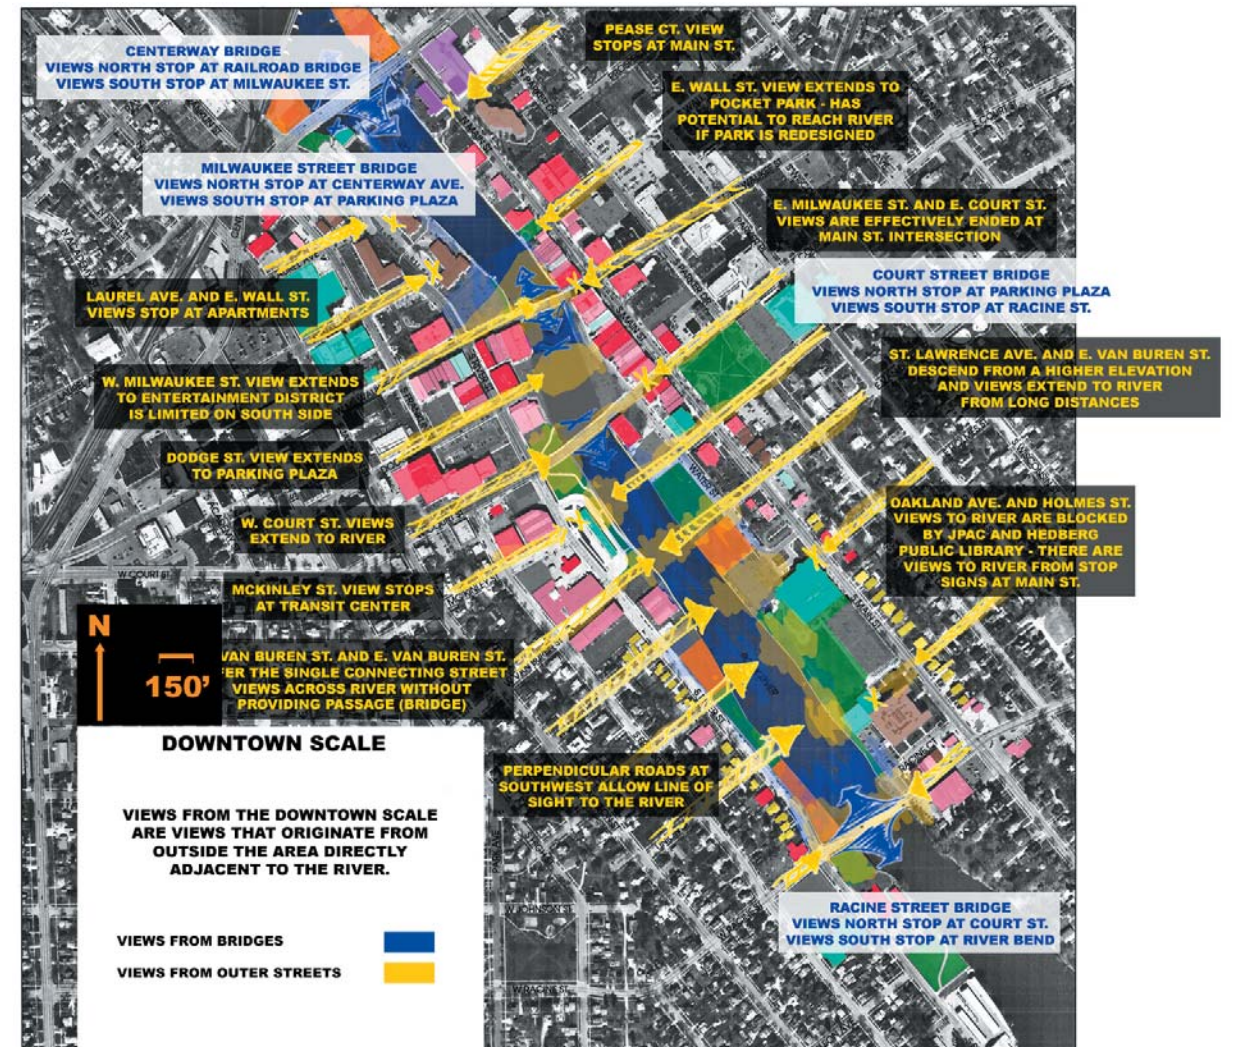 CENTERWAY BRIDGE
VIEWS NORTH STOP AT RAILROAD BRIDGE
VIEWS SOUTH STOP AT MILWAUKEE ST.
PEASE CT. VIEW
STOPS AT MAIN ST.
E. WALL ST. VIEW EXTENDS TO
POCKET PARK - HAS
POTENTIAL TO REACH RIVER
IF PARK IS REDESIGNED
MILWAUKEE STREET BRIDGE
VIEWS NORTH STOP AT CENTERWAY AVE.
VIEWS SOUTH STOP AT PARKING PLAZA
E. MILWAUKEE ST. AND E. COURT ST.
VIEWS ARE EFFECTIVELY ENDED AT
MAIN ST. INTERSECTION
COURT STREET BRIDGE
VIEWS NORTH STOP AT PARKING PLAZA
VIEWS SOUTH STOP AT RACINE ST.
LAUREL AVE. AND E. WALL ST.
VIEWS STOP AT APARTMENTS
ST. LAWRENCE AVE. AND E. VAN BUREN ST.
DESCEND FROM A HIGHER ELEVATION
AND VIEWS EXTEND TO RIVER
FROM LONG DISTANCES
W. MILWAUKEE ST. VIEW EXTENDS
TO ENTERTAINMENT DISTRICT
IS LIMITED ON SOUTH SIDE
DODGE ST. VIEW EXTENDS
TO PARKING PLAZA
OAKLAND AVE. AND HOLMES ST.
VIEWS TO RIVER ARE BLOCKED
BY JPAC AND HEDBERG
PUBLIC LIBRARY - THERE ARE
VIEWS TO RIVER FROM STOP
SIGNS AT MAIN ST.
W. COURT ST. VIEWS
EXTEND TO RIVER
W COURT ST
MCKINLEY ST. VIEW STOPS
AT TRANSIT CENTER
N
150'
VAN BUREN ST. AND E. VAN BUREN ST.
FER THE SINGLE CONNECTING STREET
VIEWS ACROSS RIVER WITHOUT
PROVIDING PASSAGE (BRIDGE)
DOWNTOWN SCALE
VIEWS FROM THE DOWNTOWN SCALE
ARE VIEWS THAT ORIGINATE FROM
OUTSIDE THE AREA DIRECTLY
ADJACENT TO THE RIVER.
VIEWS FROM BRIDGES
VIEWS FROM OUTER STREETS
PERPENDICULAR ROADS AT
SOUTHWEST ALLOW LINE OF
SIGHT TO THE RIVER
RACINE STREET BRIDGE
VIEWS NORTH STOP AT COURT ST.
VIEWS SOUTH STOP AT RIVER BEND
W JOHNSON ST
W RACINE ST